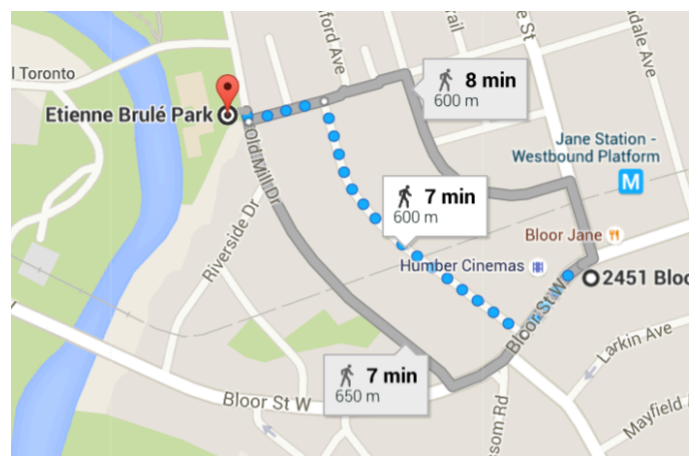 l Toronto
ford Ave
rail
e St
dale Ave
8 min
600 m
Etienne Brulé Park
Old Mill Dr
Jane Station -
Westbound Platform
M
7 min
600 m
Riverside Dr
Bloor Jane
Humber Cinemas
2451 Bloo
Bloor St W
Larkin Ave
7 min
650 m
Bloor St W
som Rd
Mayfield A